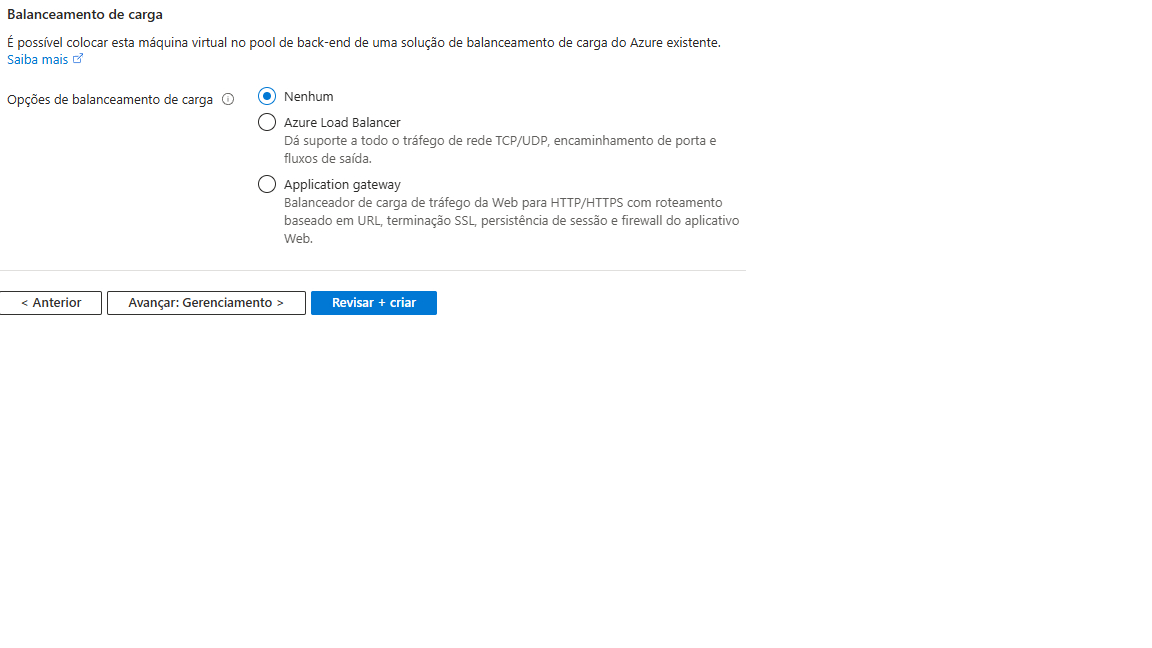 Balanceamento de carga
É possível colocar esta máquina virtual no pool de back-end de uma solução de balanceamento de carga do Azure existente.
Saiba mais
Opções de balanceamento de carga
Nenhum
Azure Load Balancer
Dá suporte a todo o tráfego de rede TCP/UDP, encaminhamento de porta e
fluxos de saída.
Application gateway
Balanceador de carga de tráfego da Web para HTTP/HTTPS com roteamento
baseado em URL, terminação SSL, persistência de sessão e firewall do aplicativo
Web.
< Anterior
Avançar: Gerenciamento >
Revisar + criar